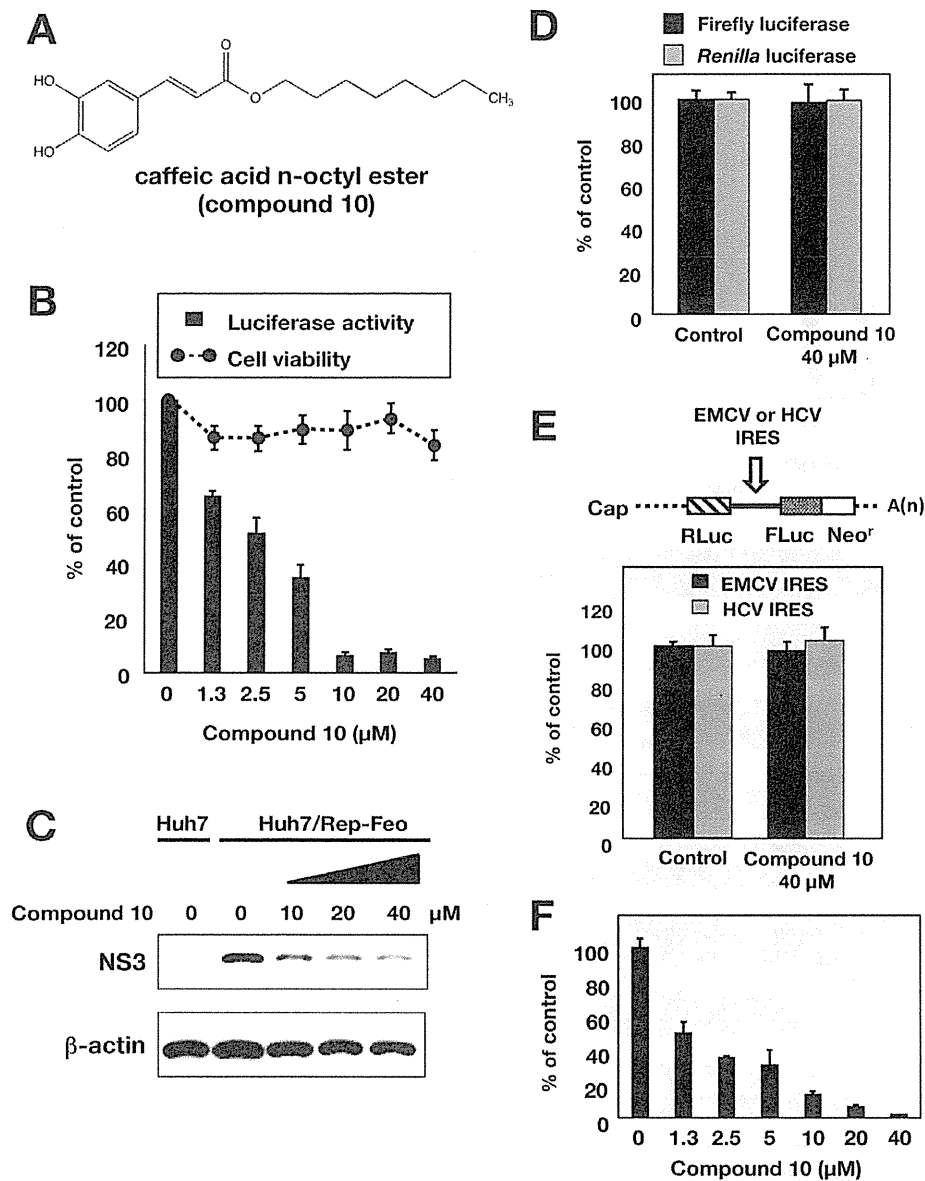 A
HO
HO
O
O
CH3
caffeic acid n-octyl ester
(compound 10)
B
Luciferase activity
Cell viability
% of control
120
100
80
60
40
20
0
0 1.3 2.5 5 10 20 40
Compound 10 (µM)
C
Huh7 Huh7/Rep-Feo
Compound 10 0 0 10 20 40 µM
NS3
β-actin
D
Firefly luciferase
Renilla luciferase
% of control
100
80
60
40
20
0
Control Compound 10
40 µM
E
EMCV or HCV
IRES
Cap A(n)
RLuc FLuc Neoʳ
EMCV IRES
HCV IRES
% of control
120
100
80
60
40
20
0
Control Compound 10
40 µM
F
% of control
100
80
60
40
20
0
0 1.3 2.5 5 10 20 40
Compound 10 (µM)